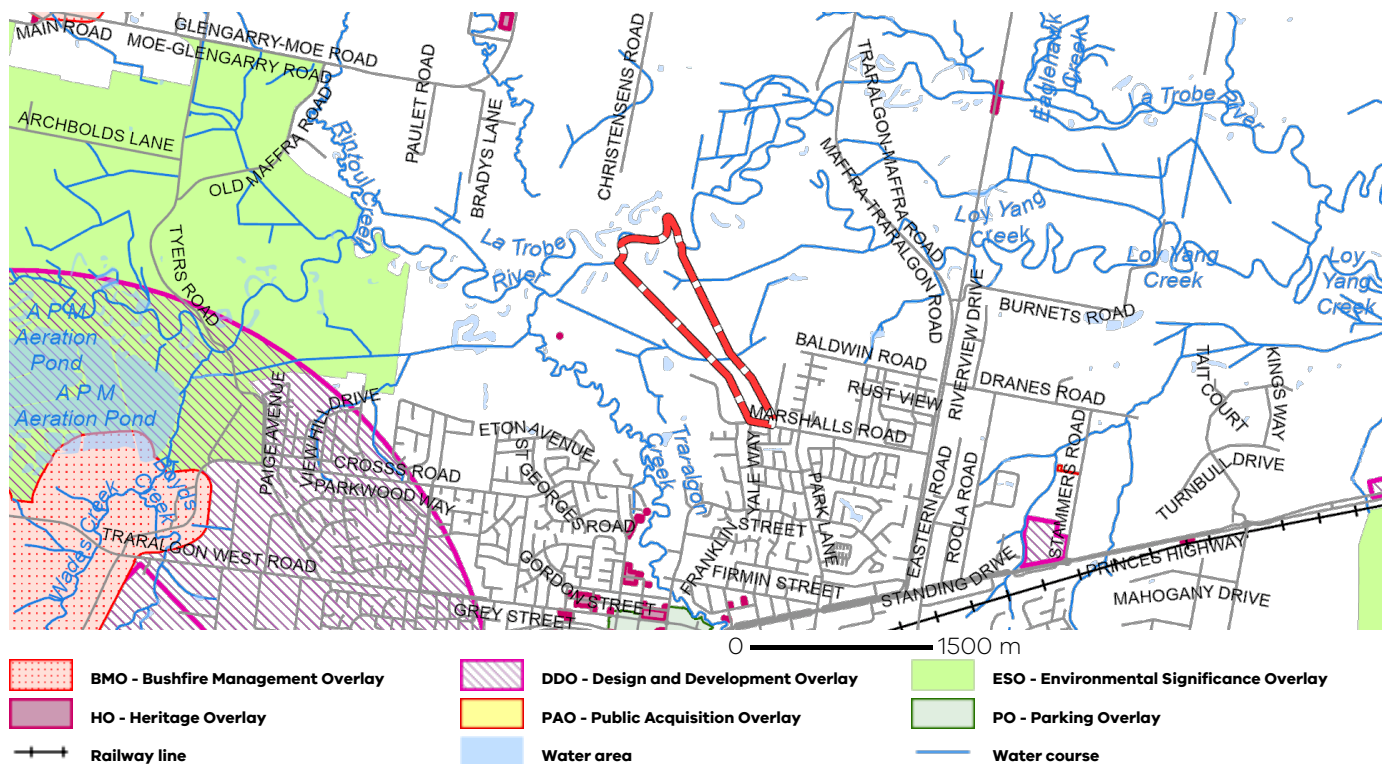 GLENGARRY-MOE ROAD
MAIN ROAD
MOE-GLENGARRY ROAD
ARCHBOLDS LANE
OLD MAFFRA ROAD
Rintoul Creek
PAULET ROAD
BRADYS LANE
CHRISTENSENS ROAD
TRARALGON-MAFFRA ROAD
MAFFRA-TRARALGON ROAD
Eaglehawk
Creek
La Trobe River
Loy Yang
Creek
Loy Yang
Creek
Loy
Yang
Creek
La Trobe
River
TYERS ROAD
A P M
Aeration
Pond
A P M
Aeration Pond
BURNETS ROAD
RIVERVIEW DRIVE
BALDWIN ROAD
RUST VIEW
DRANES ROAD
MARSHALLS ROAD
TAIT COURT
KINGS WAY
TURNBULL DRIVE
STAMMERS ROAD
PAIGE AVENUE
VIEW HILL DRIVE
CROSSS ROAD
PARKWOOD WAY
ETON AVENUE
ST GEORGES ROAD
Traralgon
Creek
YALE WAY
PARK LANE
EASTERN ROAD
ROCLA ROAD
Boyds
Creek
Wades Creek
TRARALGON WEST ROAD
FRANKLIN STREET
FIRMIN STREET
GORDON STREET
GREY STREET
STANDING DRIVE
PRINCES HIGHWAY
MAHOGANY DRIVE
0 1500 m
BMO - Bushfire Management Overlay
DDO - Design and Development Overlay
ESO - Environmental Significance Overlay
HO - Heritage Overlay
PAO - Public Acquisition Overlay
PO - Parking Overlay
Railway line
Water area
Water course